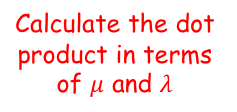 Calculate the dot
product in terms
of μ and λ